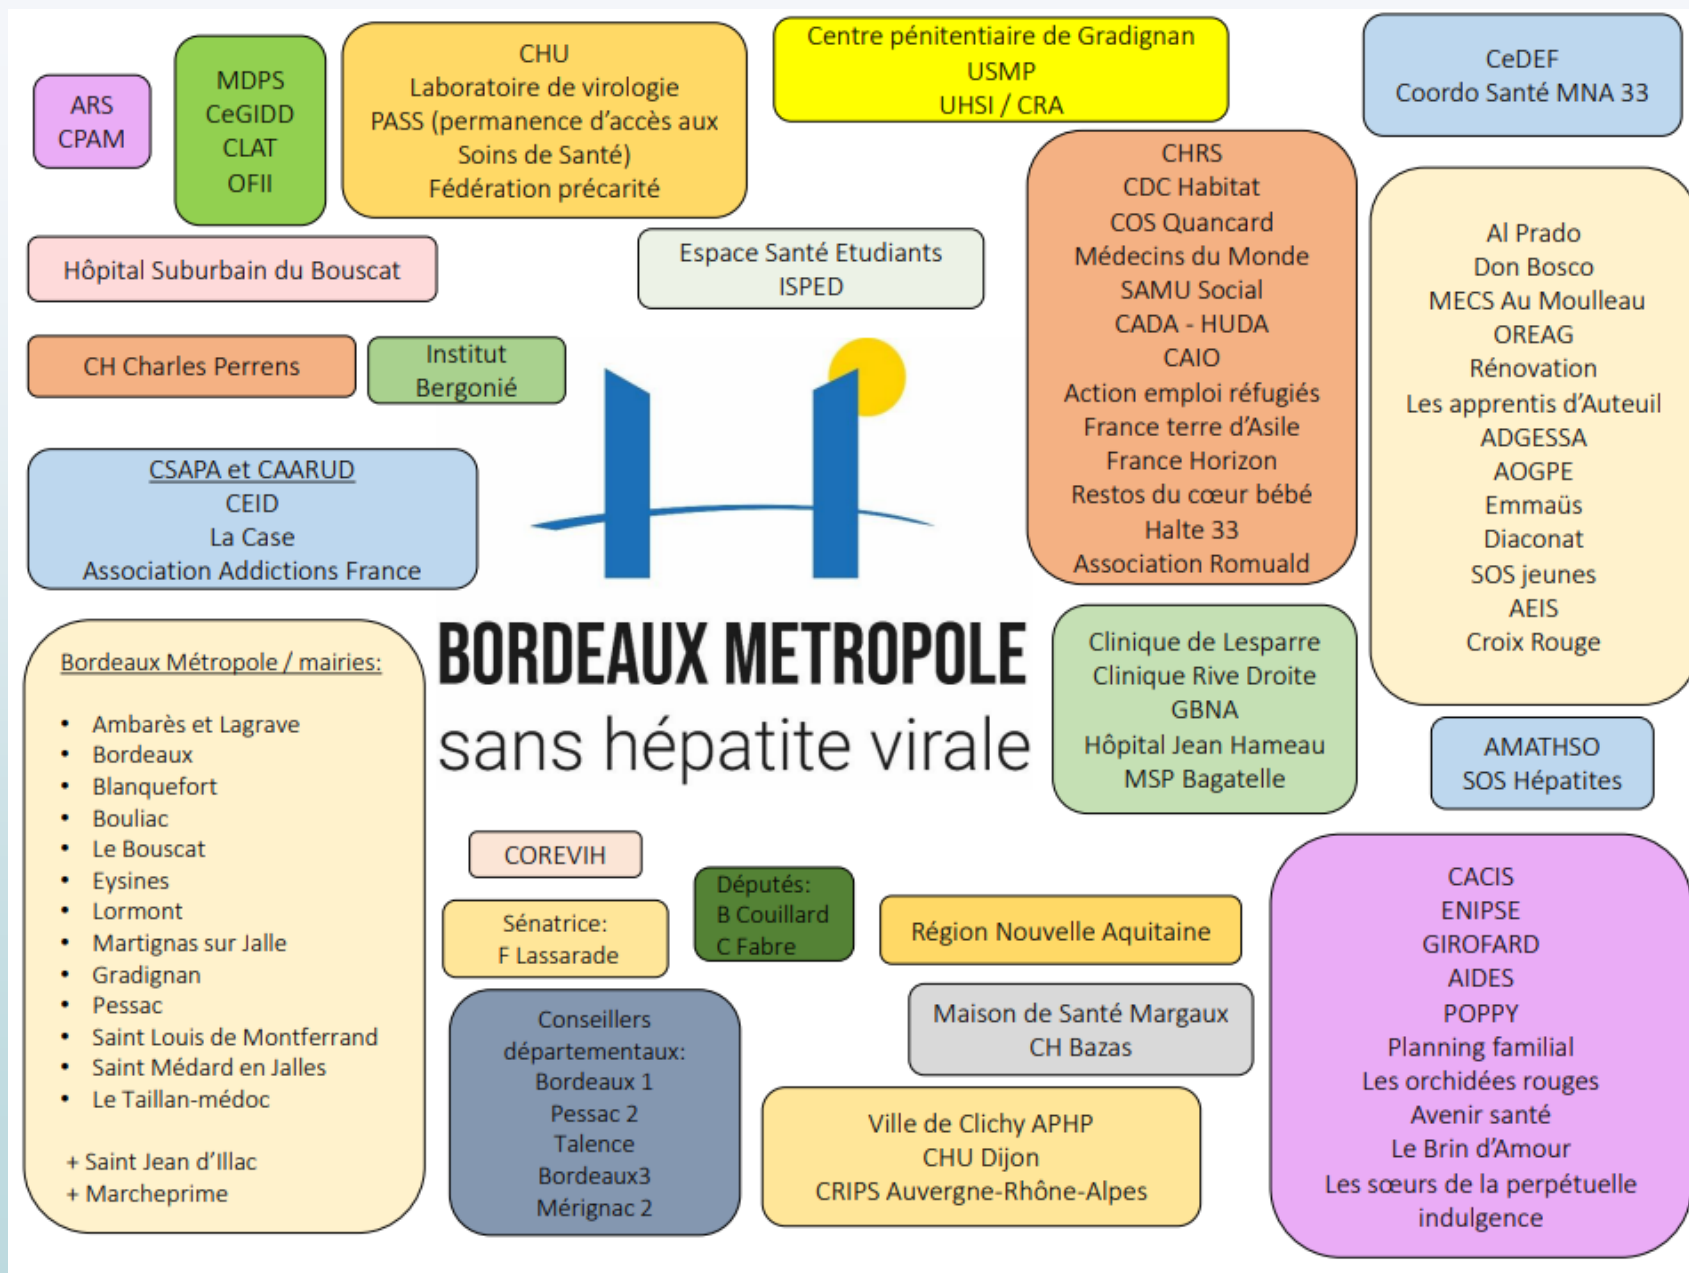 ARS
CPAM
MDPS
CeGIDD
CLAT
OFII
CHU
Laboratoire de virologie
PASS (permanence d’accès aux
Soins de Santé)
Fédération précarité
Centre pénitentiaire de Gradignan
USMP
UHSI / CRA
CeDEF
Coordo Santé MNA 33
Hôpital Suburbain du Bouscat
Espace Santé Etudiants
ISPED
CHRS
CDC Habitat
COS Quancard
Médecins du Monde
SAMU Social
CADA - HUDA
CAIO
Action emploi réfugiés
France terre d’Asile
France Horizon
Restos du cœur bébé
Halte 33
Association Romuald
Al Prado
Don Bosco
MECS Au Moulleau
OREAG
Rénovation
Les apprentis d’Auteuil
ADGESSA
AOGPE
Emmaüs
Diaconat
SOS jeunes
AEIS
Croix Rouge
CH Charles Perrens
Institut
Bergonié
CSAPA et CAARUD
CEID
La Case
Association Addictions France
BORDEAUX METROPOLE
sans hépatite virale
Bordeaux Métropole / mairies:
• Ambarès et Lagrave
• Bordeaux
• Blanquefort
• Bouliac
• Le Bouscat
• Eysines
• Lormont
• Martignas sur Jalle
• Gradignan
• Pessac
• Saint Louis de Montferrand
• Saint Médard en Jalles
• Le Taillan-médoc
+ Saint Jean d’Illac
+ Marcheprime
Clinique de Lesparre
Clinique Rive Droite
GBNA
Hôpital Jean Hameau
MSP Bagatelle
AMATHSO
SOS Hépatites
COREVIH
Sénatrice:
F Lassarade
Députés:
B Couillard
C Fabre
Région Nouvelle Aquitaine
Conseillers
départementaux:
Bordeaux 1
Pessac 2
Talence
Bordeaux3
Mérignac 2
Maison de Santé Margaux
CH Bazas
Ville de Clichy APHP
CHU Dijon
CRIPS Auvergne-Rhône-Alpes
CACIS
ENIPSE
GIROFARD
AIDES
POPPY
Planning familial
Les orchidées rouges
Avenir santé
Le Brin d’Amour
Les sœurs de la perpétuelle
indulgence